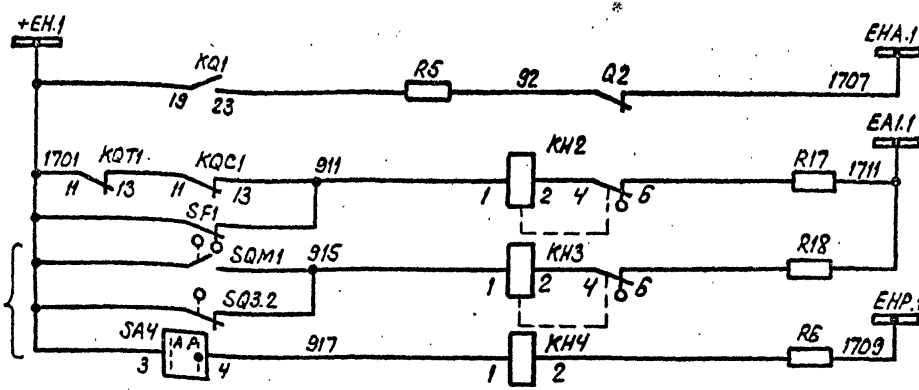 +EH.1
EHA.1
KQ1
19 23
R5
92
Q2
1707
EA1.1
1701
KQT1
11 13
KQC1
11 13
911
KH2
1 2 4 6
R17
1711
SF1
SQM1
915
KH3
1 2 4 6
R18
SQ3.2
EHP.1
SA4
3 AP 4
917
KH4
1 2
R6
1709